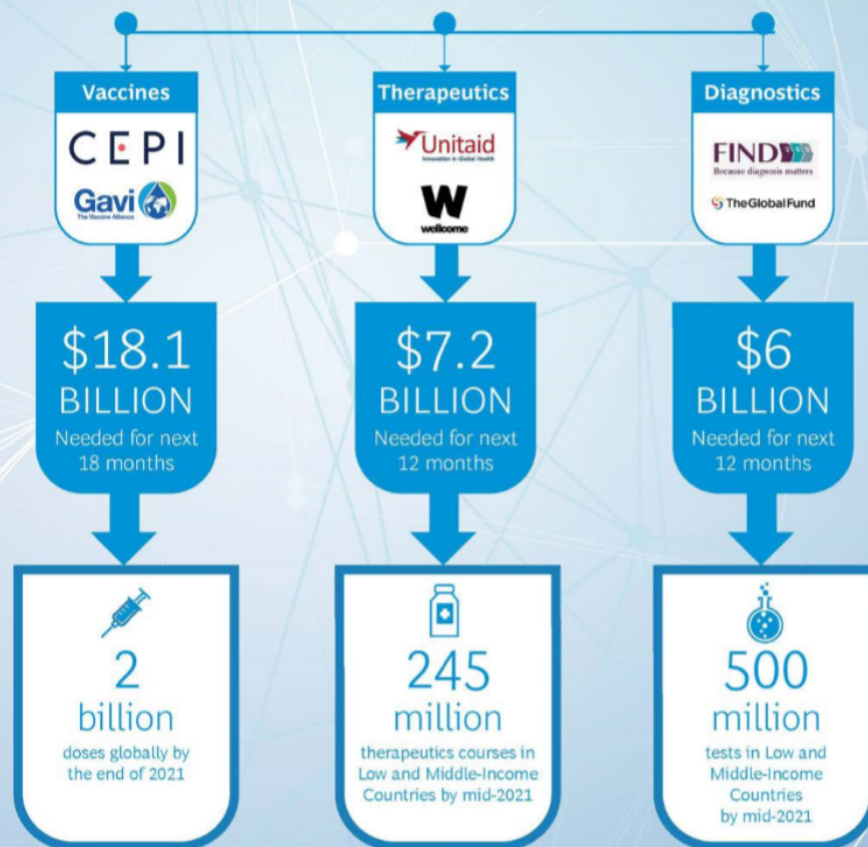 Vaccines
CEPI
Gavi
The Vaccine Alliance
$18.1
BILLION
Needed for next
18 months
2
billion
doses globally by
the end of 2021
Therapeutics
Unitaid
Innovation in Global Health
W
wellcome
$7.2
BILLION
Needed for next
12 months
245
million
therapeutics courses in
Low and Middle-Income
Countries by mid-2021
Diagnostics
FIND
Because diagnosis matters
TheGlobalFund
$6
BILLION
Needed for next
12 months
500
million
tests in Low and
Middle-Income
Countries
by mid-2021